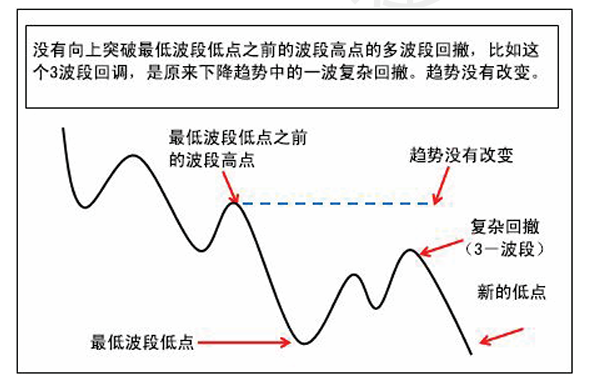 没有向上突破最低波段低点之前的波段高点的多波段回撤，比如这
个3波段回调，是原来下降趋势中的一波复杂回撤。趋势没有改变。
最低波段低点之前
的波段高点
趋势没有改变
复杂回撤
（3－波段）
新的低点
最低波段低点